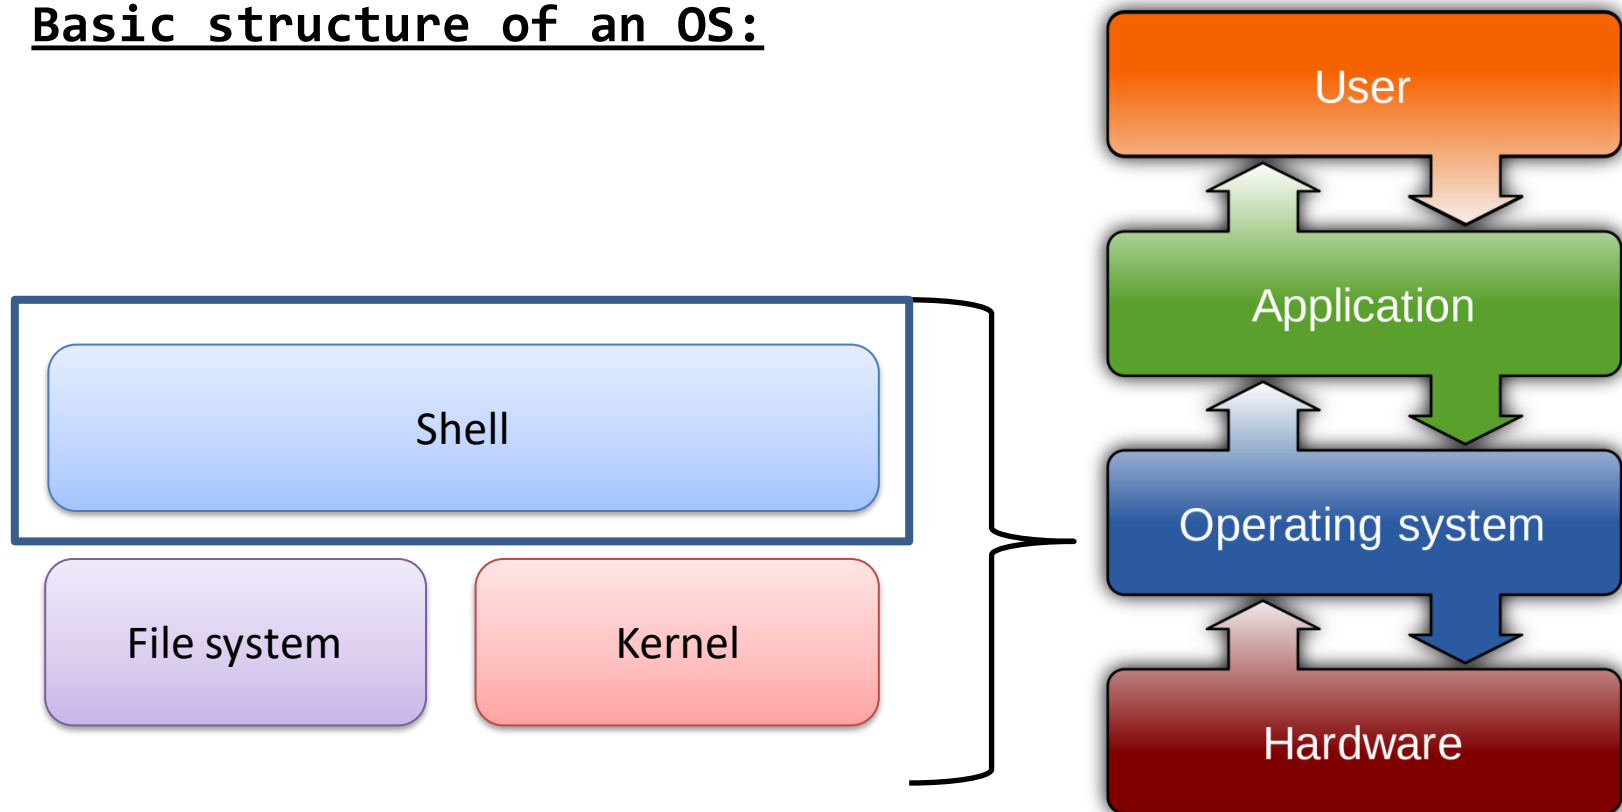 Basic structure of an OS:
Shell
File system
Kernel
User
Application
Operating system
Hardware